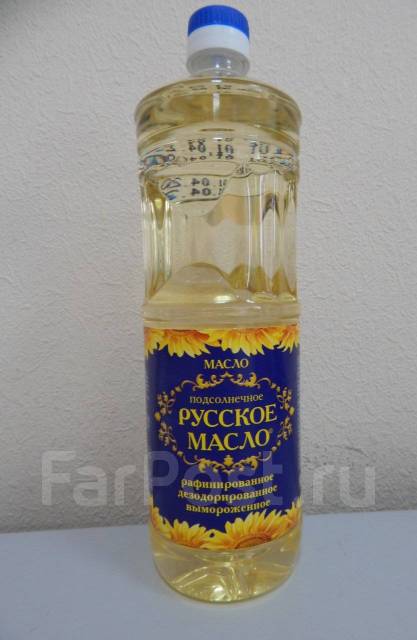 МАСЛО
ПОДСОЛНЕЧНОЕ
РУССКОЕ
МАСЛО®
рафинированное
дезодорированное
вымороженное
FarPost.ru